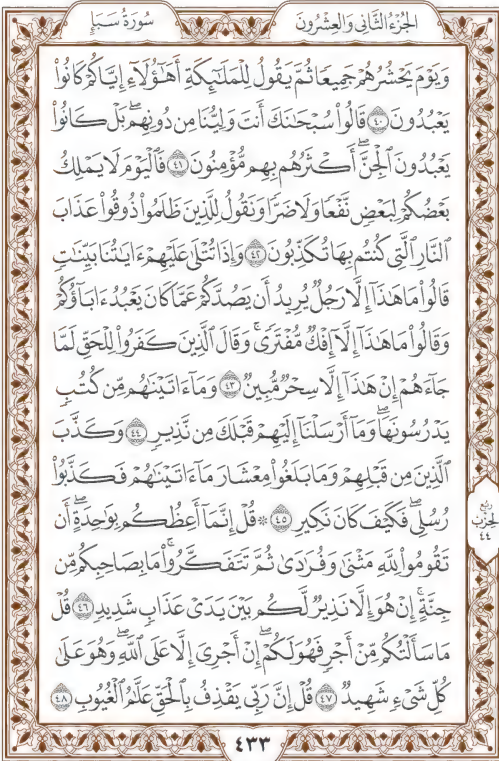 الجُزْءُ الثَّانِي وَالعِشْرُونَ
سُورَةُ سَبَإٍ
وَيَوْمَ يَحْشُرُهُمْ جَمِيعًا ثُمَّ يَقُولُ لِلْمَلَٰٓئِكَةِ أَهَٰٓؤُلَآءِ إِيَّاكُمْ كَانُوا۟
يَعْبُدُونَ ٤٠ قَالُوا۟ سُبْحَٰنَكَ أَنتَ وَلِيُّنَا مِن دُونِهِمۖ بَلْ كَانُوا۟
يَعْبُدُونَ ٱلْجِنَّۖ أَكْثَرُهُم بِهِم مُّؤْمِنُونَ ٤١ فَٱلْيَوْمَ لَا يَمْلِكُ
بَعْضُكُمْ لِبَعْضٍ نَّفْعًا وَلَا ضَرًّا وَنَقُولُ لِلَّذِينَ ظَلَمُوا۟ ذُوقُوا۟ عَذَابَ
ٱلنَّارِ ٱلَّتِى كُنتُم بِهَا تُكَذِّبُونَ ٤٢ وَإِذَا تُتْلَىٰ عَلَيْهِمْ ءَايَٰتُنَا بَيِّنَٰتٍ
قَالُوا۟ مَا هَٰذَآ إِلَّا رَجُلٌ يُرِيدُ أَن يَصُدَّكُمْ عَمَّا كَانَ يَعْبُدُ ءَابَآؤُكُمْ
وَقَالُوا۟ مَا هَٰذَآ إِلَّآ إِفْكٌ مُّفْتَرًىۚ وَقَالَ ٱلَّذِينَ كَفَرُوا۟ لِلْحَقِّ لَمَّا
جَآءَهُمْ إِنْ هَٰذَآ إِلَّا سِحْرٌ مُّبِينٌ ٤٣ وَمَآ ءَاتَيْنَٰهُم مِّن كُتُبٍ
يَدْرُسُونَهَاۖ وَمَآ أَرْسَلْنَآ إِلَيْهِمْ قَبْلَكَ مِن نَّذِيرٍ ٤٤ وَكَذَّبَ
ٱلَّذِينَ مِن قَبْلِهِمْ وَمَا بَلَغُوا۟ مِعْشَارَ مَآ ءَاتَيْنَٰهُمْ فَكَذَّبُوا۟
رُسُلِىۖ فَكَيْفَ كَانَ نَكِيرِ ٤٥ ۞ قُلْ إِنَّمَآ أَعِظُكُم بِوَٰحِدَةٍۖ أَن
تَقُومُوا۟ لِلَّهِ مَثْنَىٰ وَفُرَٰدَىٰ ثُمَّ تَتَفَكَّرُوا۟ۚ مَا بِصَاحِبِكُم مِّن
جِنَّةٍۚ إِنْ هُوَ إِلَّا نَذِيرٌ لَّكُم بَيْنَ يَدَىْ عَذَابٍ شَدِيدٍ ٤٦ قُلْ
مَا سَأَلْتُكُم مِّنْ أَجْرٍ فَهُوَ لَكُمْۖ إِنْ أَجْرِىَ إِلَّا عَلَى ٱللَّهِۖ وَهُوَ عَلَىٰ
كُلِّ شَىْءٍ شَهِيدٌ ٤٧ قُلْ إِنَّ رَبِّى يَقْذِفُ بِٱلْحَقِّ عَلَّٰمُ ٱلْغُيُوبِ ٤٨
ربع
الحزب
٤٤
٤٣٣